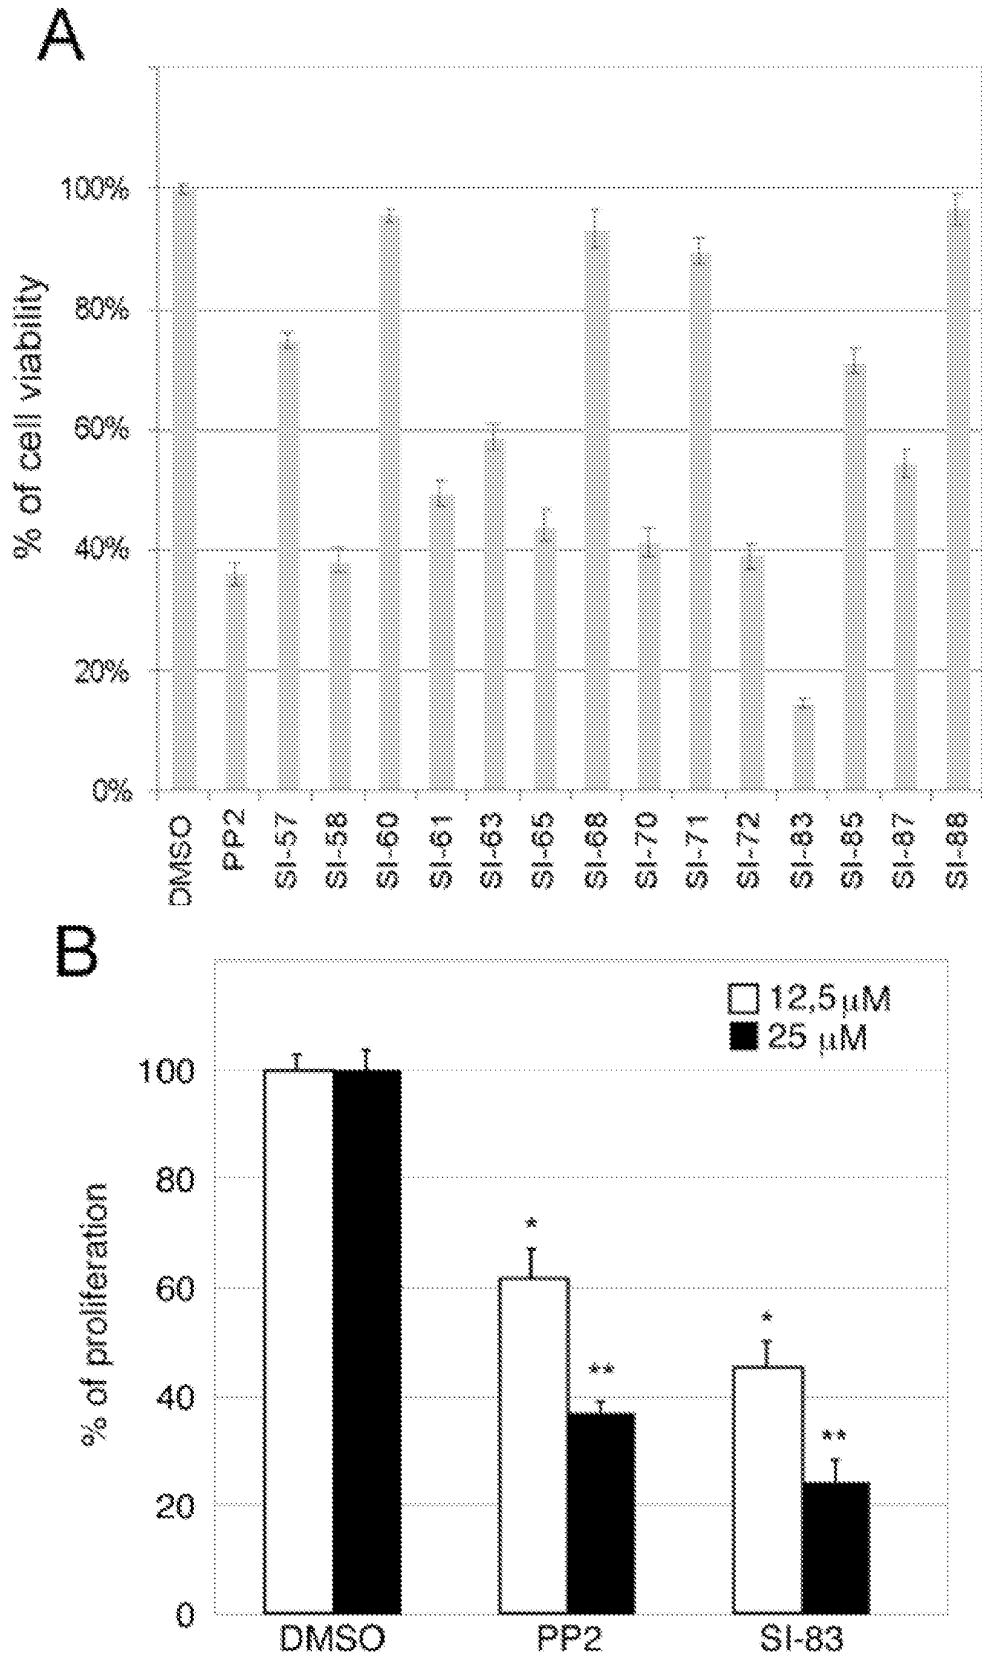 A
% of cell viability
100%
80%
60%
40%
20%
0%
DMSO
PP2
SI-57
SI-58
SI-60
SI-61
SI-63
SI-65
SI-68
SI-70
SI-71
SI-72
SI-83
SI-85
SI-87
SI-88
B
12,5 µM
25 µM
% of proliferation
100
80
60
40
20
0
*
**
*
**
DMSO PP2 SI-83